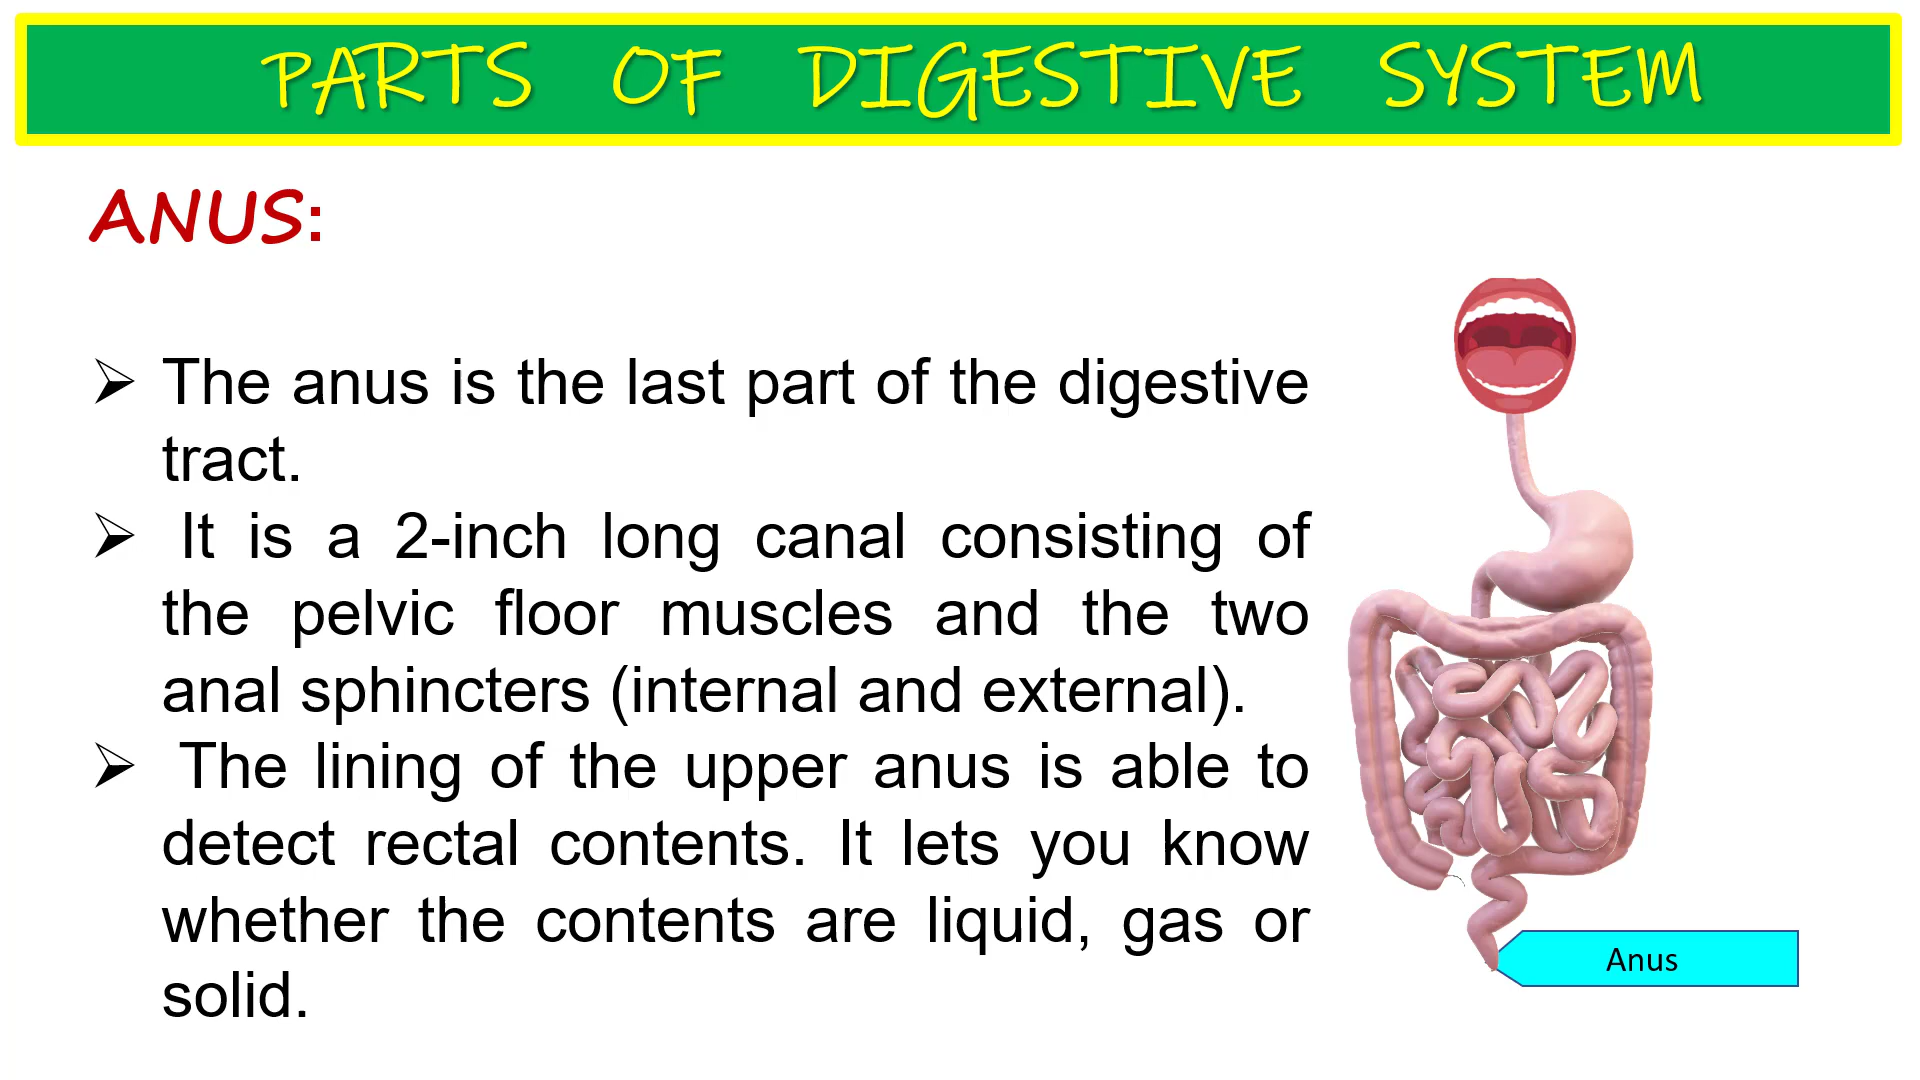 PARTS OF DIGESTIVE SYSTEM
ANUS:
➢ The anus is the last part of the digestive
tract.
➢ It is a 2-inch long canal consisting of
the pelvic floor muscles and the two
anal sphincters (internal and external).
➢ The lining of the upper anus is able to
detect rectal contents. It lets you know
whether the contents are liquid, gas or
solid.
Anus